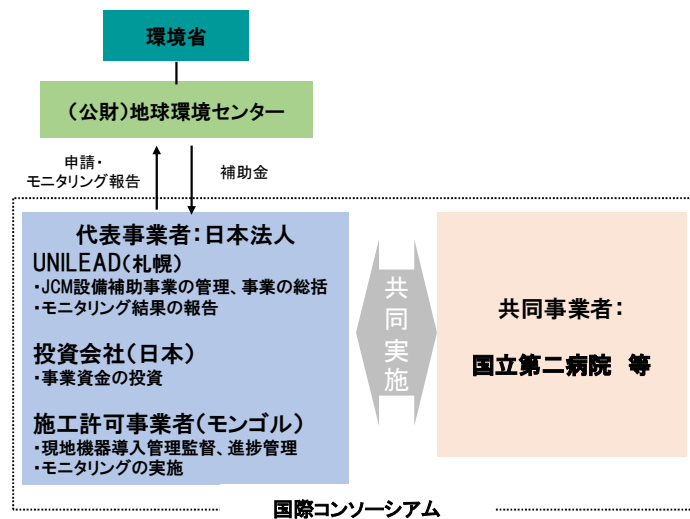 環境省
（公財）地球環境センター
申請・
モニタリング報告
補助金
代表事業者：日本法人
UNILEAD（札幌）
・JCM設備補助事業の管理、事業の総括
・モニタリング結果の報告
投資会社（日本）
・事業資金の投資
施工許可事業者（モンゴル）
・現地機器導入管理監督、進捗管理
・モニタリングの実施
共同実施
共同事業者：
国立第二病院 等
国際コンソーシアム